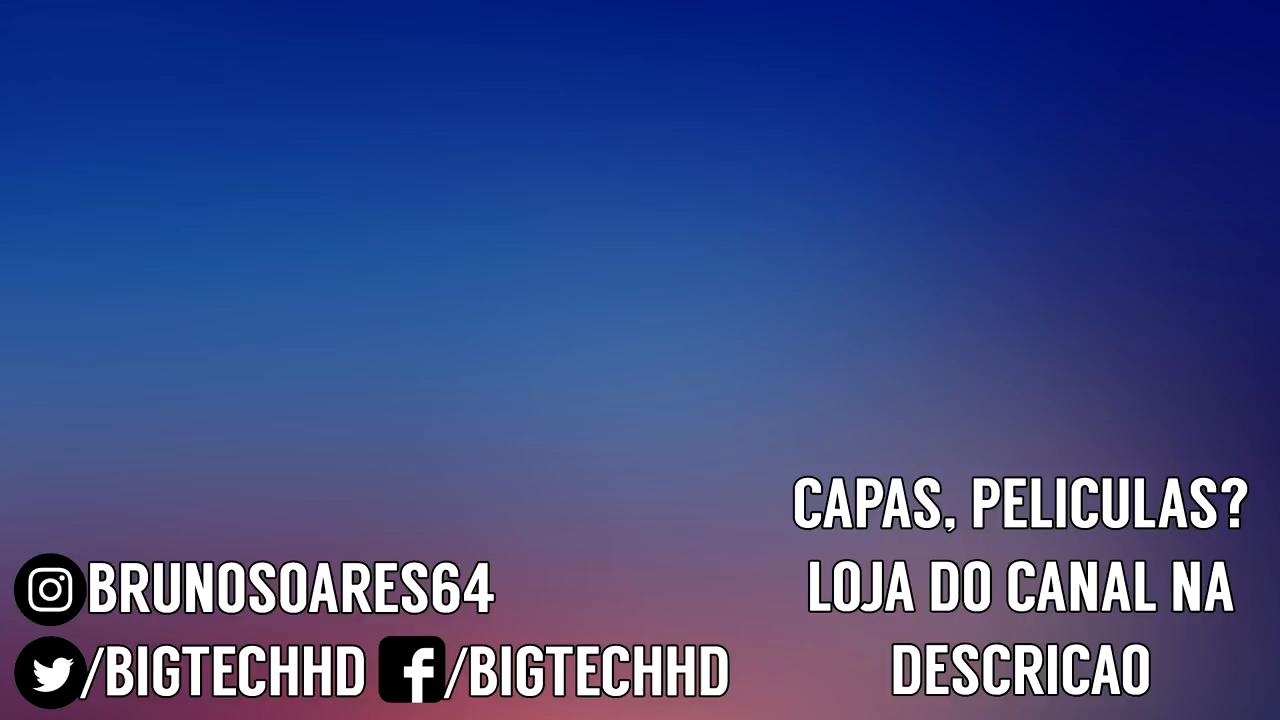 CAPAS, PELICULAS?
LOJA DO CANAL NA
DESCRICAO
BRUNOSOARES64
/BIGTECHHD /BIGTECHHD